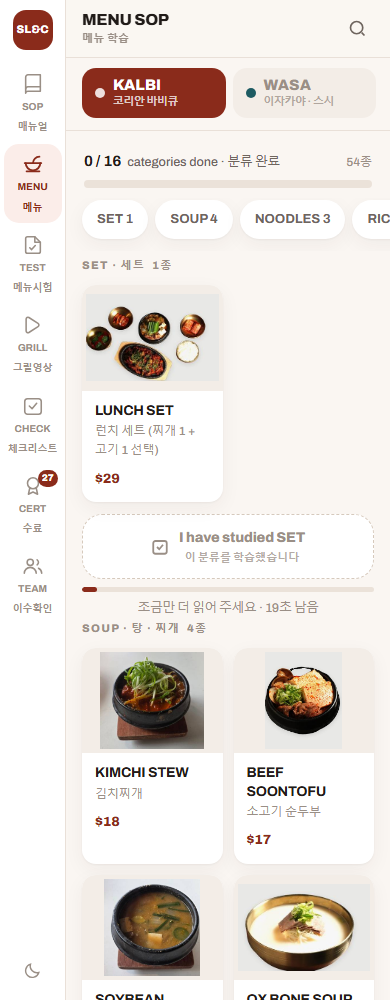 SL&C
MENU SOP
메뉴 학습
SOP
매뉴얼
MENU
메뉴
TEST
메뉴시험
GRILL
그릴영상
CHECK
체크리스트
27
CERT
수료
TEAM
이수확인
KALBI
코리안 바비큐
WASA
이자카야 · 스시
0 / 16 categories done · 분류 완료
54종
SET 1
SOUP 4
NOODLES 3
RIC
SET · 세트 1종
LUNCH SET
런치 세트 (찌개 1 +
고기 1 선택)
$29
I have studied SET
이 분류를 학습했습니다
조금만 더 읽어 주세요 · 19초 남음
SOUP · 탕 · 찌개 4종
KIMCHI STEW
김치찌개
$18
BEEF
SOONTOFU
소고기 순두부
$17
SOYBEAN
OX BONE SOUP